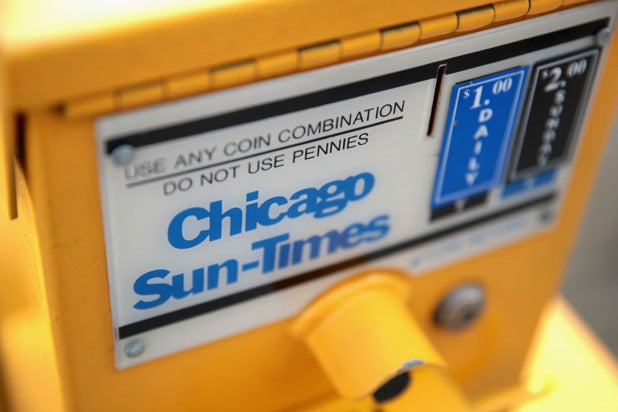 USE ANY COIN COMBINATION
DO NOT USE PENNIES
Chicago
Sun-Times
$1.00
DAILY
$2.00
SUNDAY